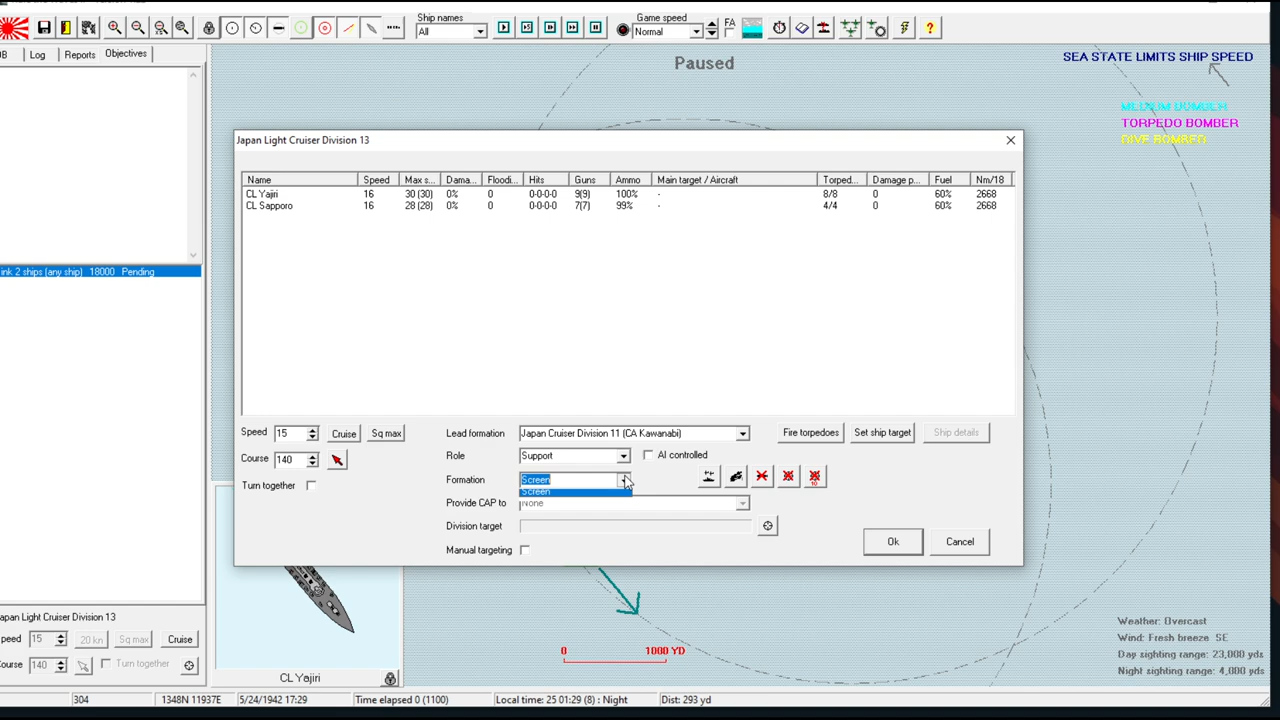 Ship names
All
Game speed
Normal
FA
Log
Reports
Objectives
Paused
SEA STATE LIMITS SHIP SPEED
MEDIUM BOMBER
TORPEDO BOMBER
DIVE BOMBER
Japan Light Cruiser Division 13
Name Speed Max s... Dama... Floodi... Hits Guns Ammo Main target / Aircraft Torped... Damage p... Fuel Nm/18
CL Yajiri 16 30 (30) 0% 0 0-0-0-0 9(9) 100% - 8/8 0 60% 2668
CL Sapporo 16 28 (28) 0% 0 0-0-0-0 7(7) 99% - 4/4 0 60% 2668
ink 2 ships (any ship) 18000 Pending
Speed 15 Cruise Sq max
Course 140
Turn together
Lead formation Japan Cruiser Division 11 (CA Kawanabi)
Fire torpedoes Set ship target Ship details
Role Support AI controlled
Formation Screen
Screen
Provide CAP to None
Division target
Manual targeting
Ok Cancel
apan Light Cruiser Division 13
peed 15 20 kn Sq max Cruise
Course 140 Turn together
CL Yajiri
0 1000 YD
Weather: Overcast
Wind: Fresh breeze SE
Day sighting range: 23,000 yds
Night sighting range: 4,000 yds
304 1348N 11937E 5/24/1942 17:29 Time elapsed 0 (1100) Local time: 25 01:29 (8) : Night Dist: 293 yd